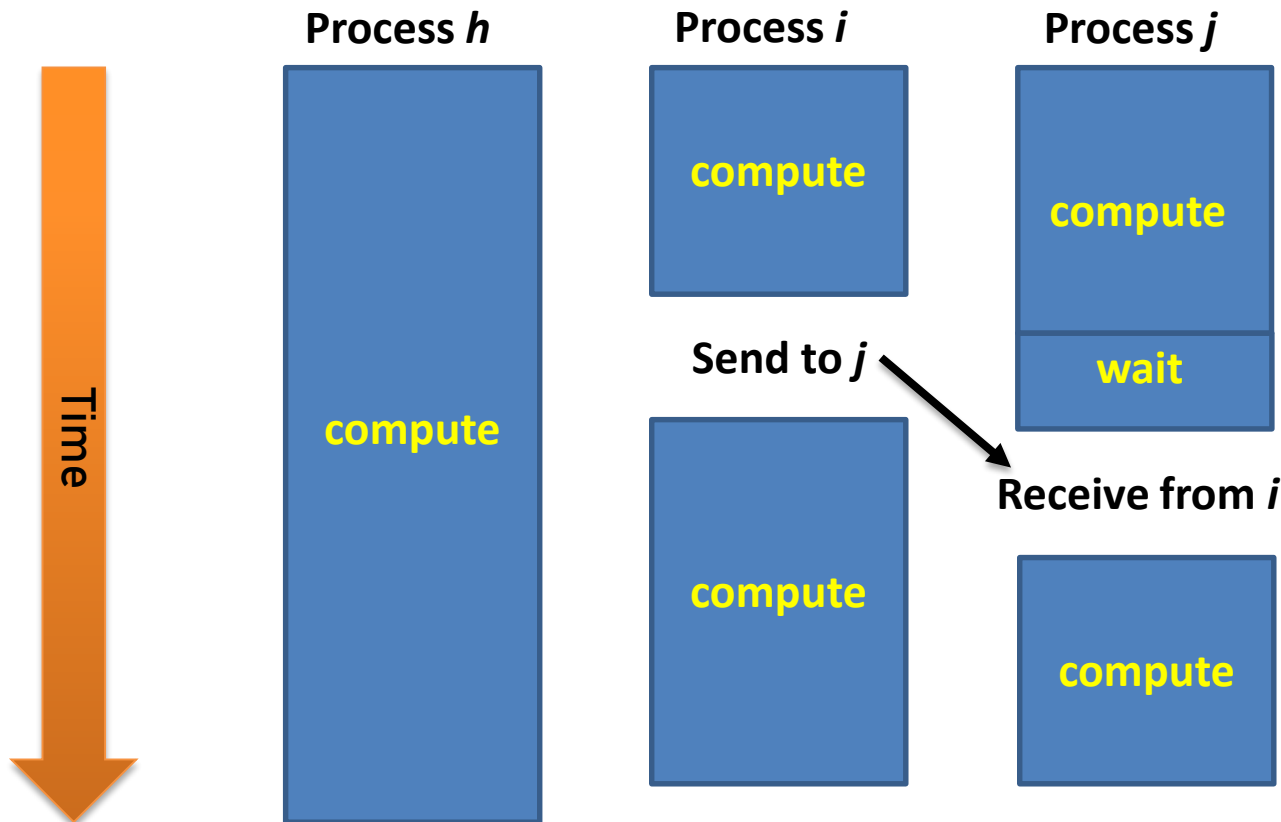 Process h
Process i
Process j
Time
compute
compute
compute
Send to j
wait
compute
Receive from i
compute